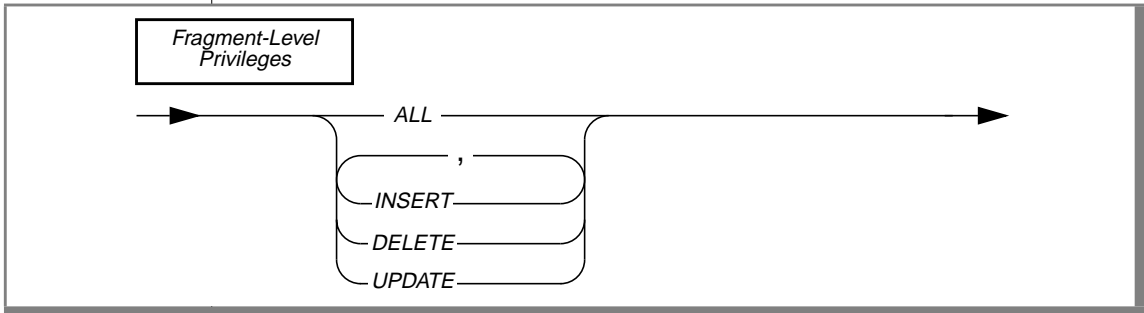 Fragment-Level
Privileges
ALL
,
INSERT
DELETE
UPDATE